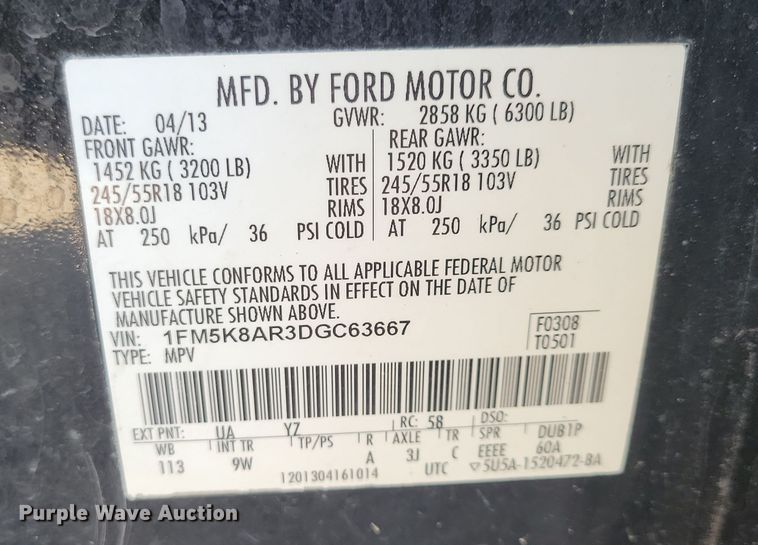 MFD. BY FORD MOTOR CO.
DATE: 04/13 GVWR: 2858 KG ( 6300 LB)
FRONT GAWR: REAR GAWR:
1452 KG ( 3200 LB) WITH 1520 KG ( 3350 LB) WITH
245/55R18 103V TIRES 245/55R18 103V TIRES
18X8.0J RIMS 18X8.0J RIMS
AT 250 kPa/ 36 PSI COLD AT 250 kPa/ 36 PSI COLD
THIS VEHICLE CONFORMS TO ALL APPLICABLE FEDERAL MOTOR
VEHICLE SAFETY STANDARDS IN EFFECT ON THE DATE OF
MANUFACTURE SHOWN ABOVE.
VIN: 1FM5K8AR3DGC63667 F0308
TYPE: MPV T0501
EXT PNT: UA YZ RC: 58 DSO:
WB INT TR TP/PS R AXLE TR SPR DUB1P
113 9W A 3J C EEEE 60A
1201304161014 UTC ▽5U5A-1520472-BA
Purple Wave Auction